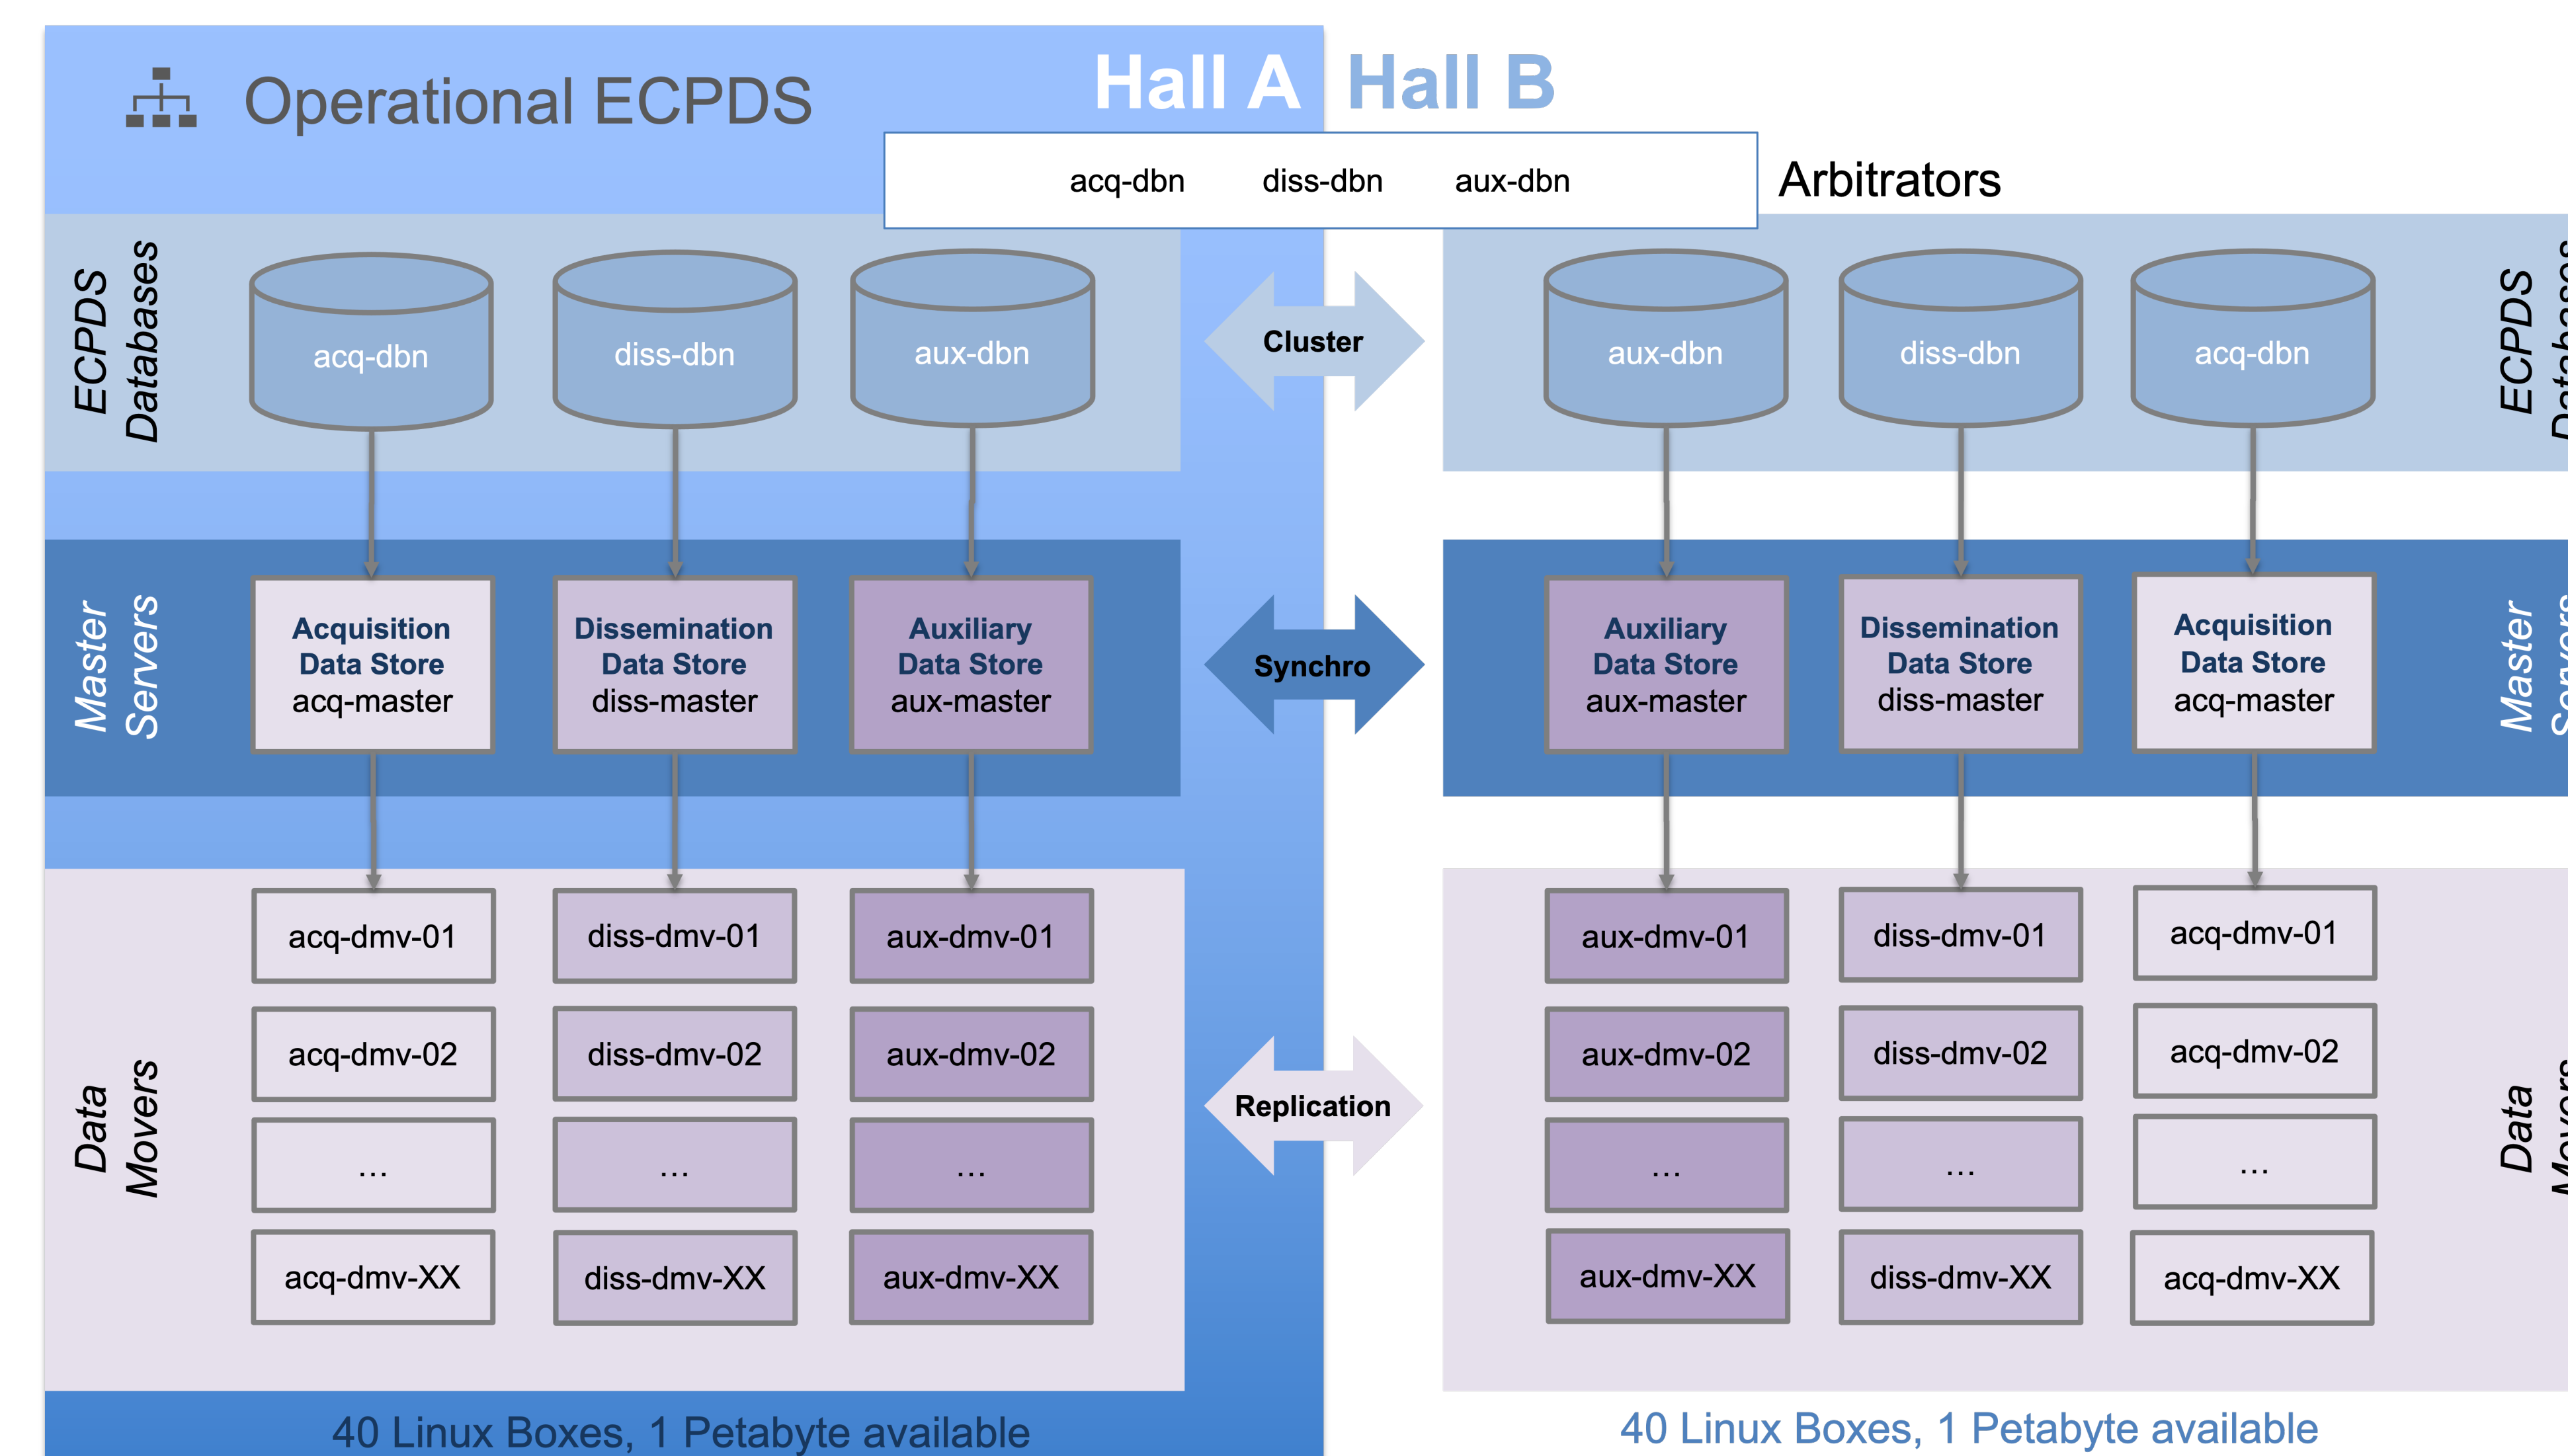 Operational ECPDS
Hall A
Hall B
acq-dbn diss-dbn aux-dbn
Arbitrators
ECPDS
Databases
acq-dbn
diss-dbn
aux-dbn
Cluster
aux-dbn
diss-dbn
acq-dbn
ECPDS
Databases
Master
Servers
Acquisition
Data Store
acq-master
Dissemination
Data Store
diss-master
Auxiliary
Data Store
aux-master
Synchro
Auxiliary
Data Store
aux-master
Dissemination
Data Store
diss-master
Acquisition
Data Store
acq-master
Master
Servers
Data
Movers
acq-dmv-01
acq-dmv-02
...
acq-dmv-XX
diss-dmv-01
diss-dmv-02
...
diss-dmv-XX
aux-dmv-01
aux-dmv-02
...
aux-dmv-XX
Replication
aux-dmv-01
aux-dmv-02
...
aux-dmv-XX
diss-dmv-01
diss-dmv-02
...
diss-dmv-XX
acq-dmv-01
acq-dmv-02
...
acq-dmv-XX
Data
Movers
40 Linux Boxes, 1 Petabyte available
40 Linux Boxes, 1 Petabyte available